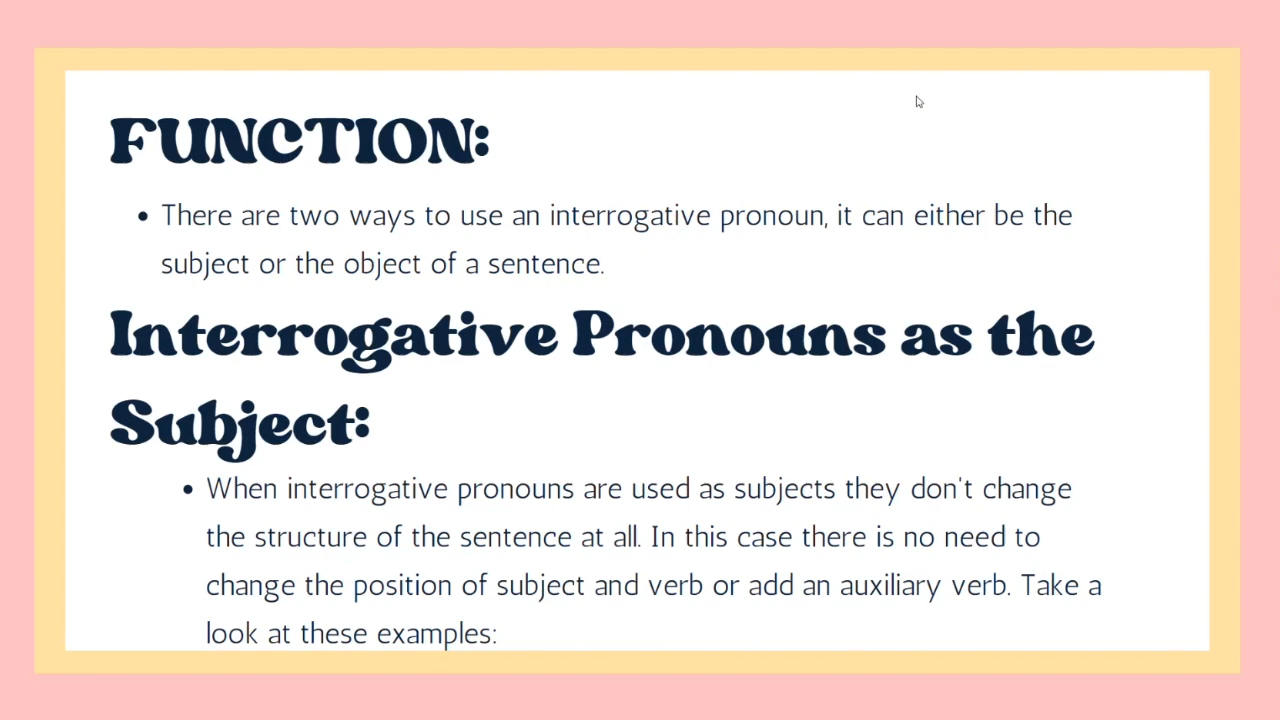 FUNCTION:
• There are two ways to use an interrogative pronoun, it can either be the
subject or the object of a sentence.
Interrogative Pronouns as the
Subject:
• When interrogative pronouns are used as subjects they don't change
the structure of the sentence at all. In this case there is no need to
change the position of subject and verb or add an auxiliary verb. Take a
look at these examples: